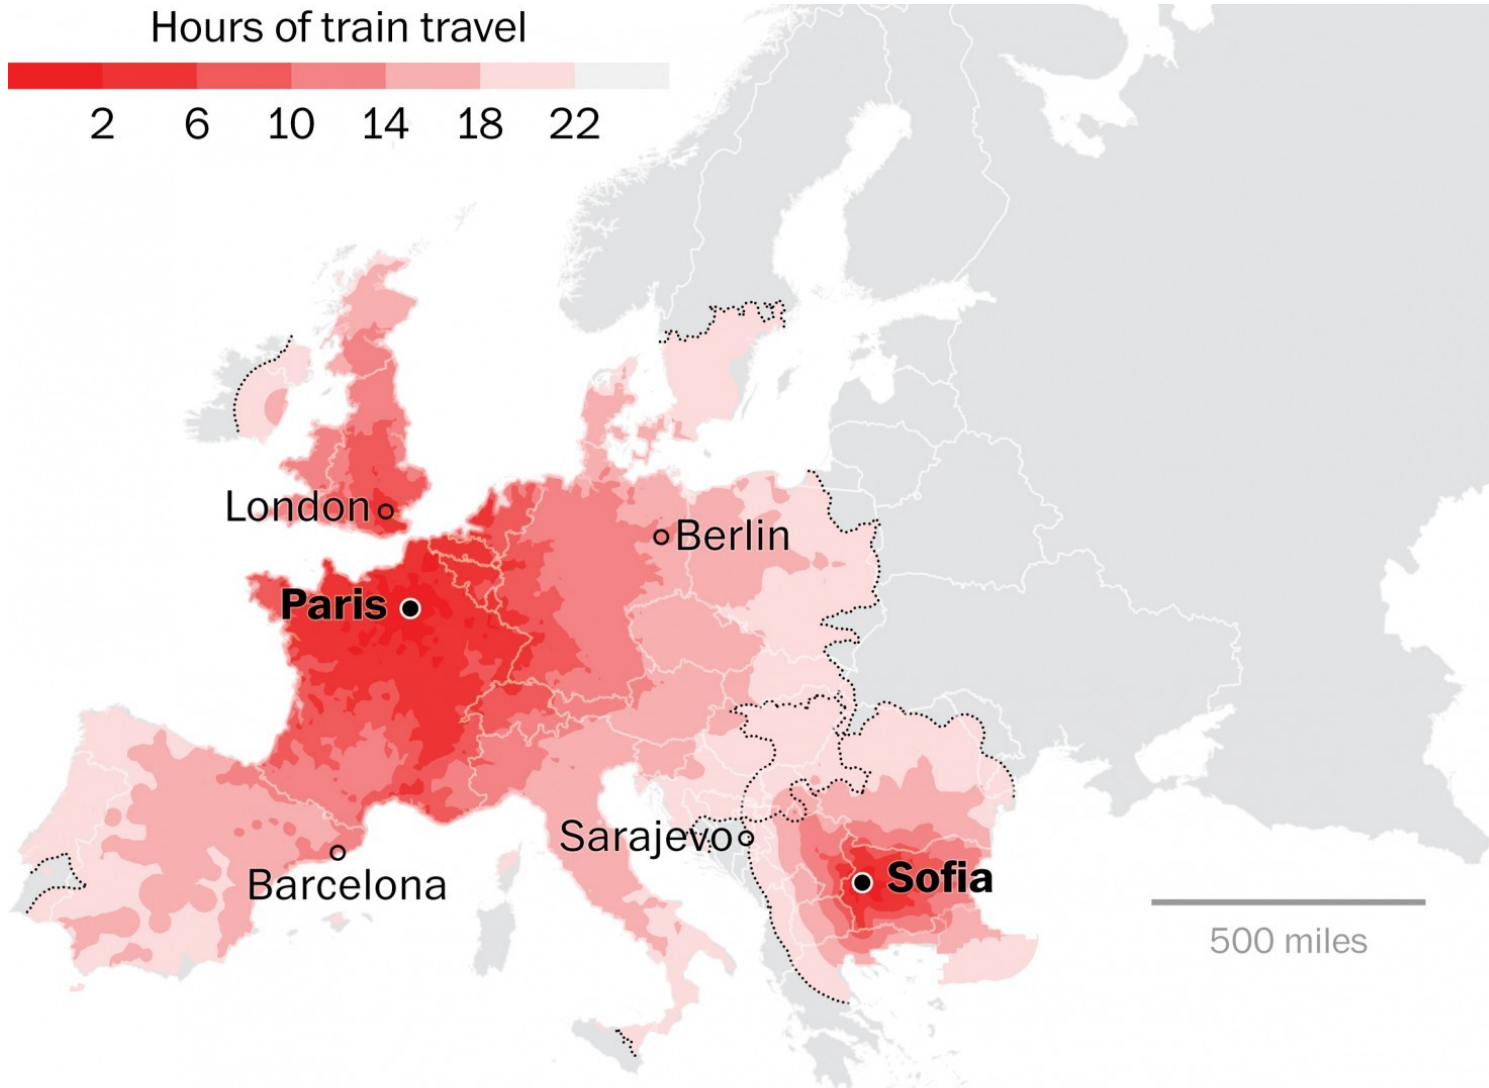 Hours of train travel
2 6 10 14 18 22
London
Berlin
Paris
Sarajevo
Barcelona
Sofia
500 miles